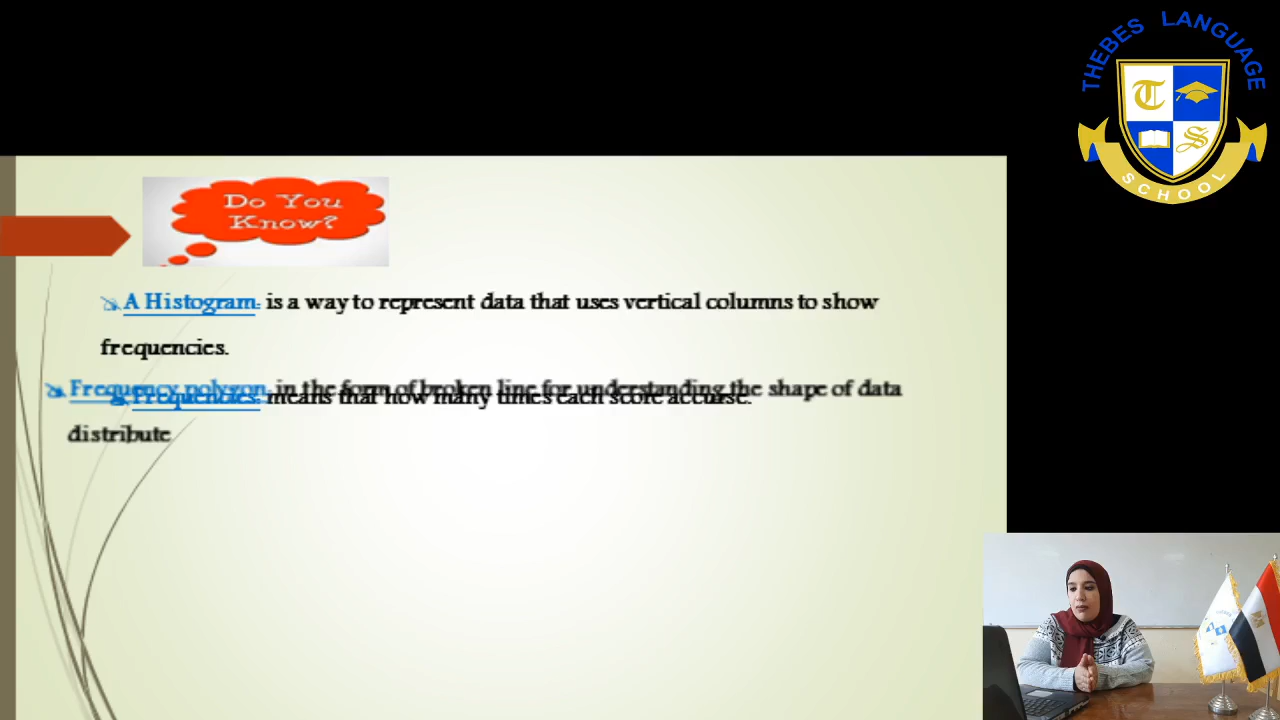 THEBES LANGUAGE
T
S
SCHOOL
Do You
Know?
A Histogram: is a way to represent data that uses vertical columns to show
frequencies.
Frequency polygon: in the form of broken line for understanding the shape of data
distribute
Frequencies: means that how many times each score accurse.